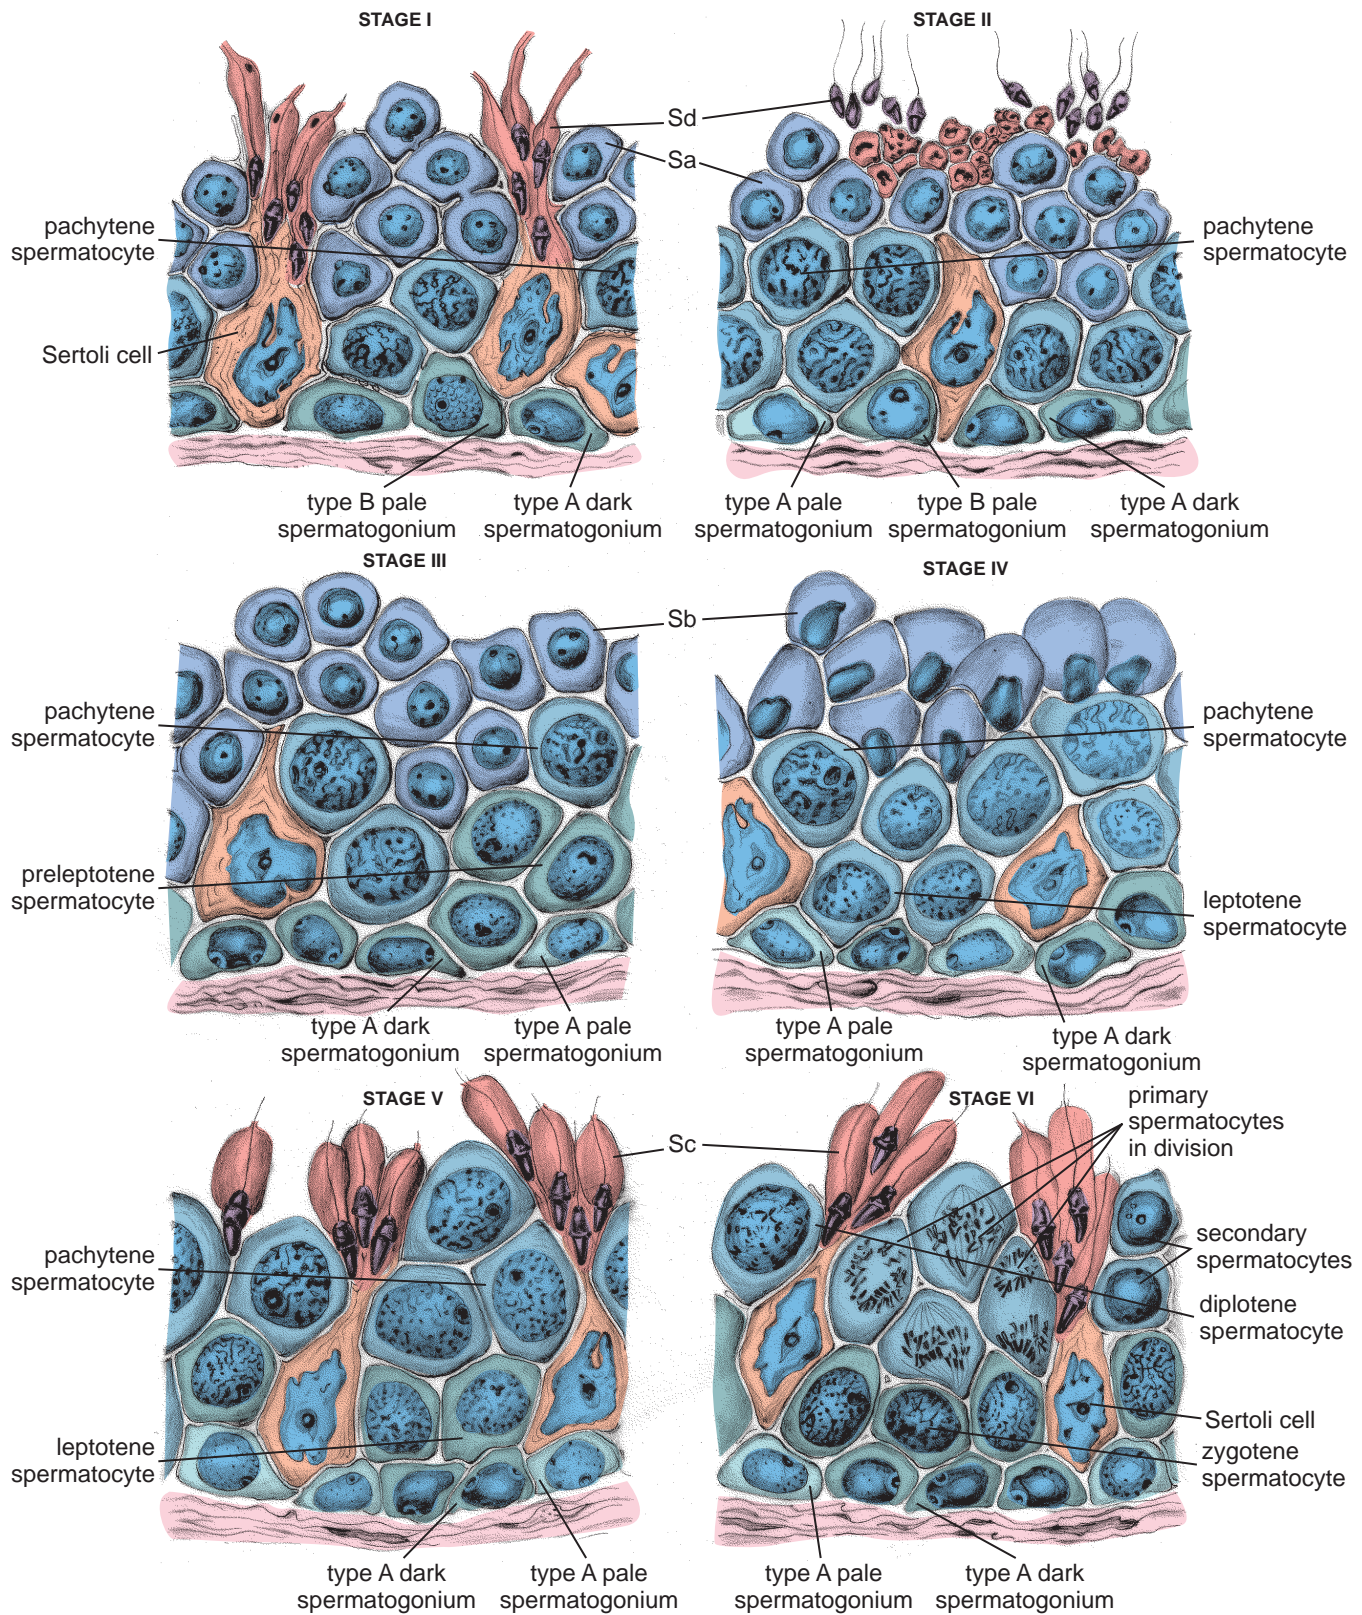 STAGE I
STAGE II
Sd
Sa
pachytene
spermatocyte
pachytene
spermatocyte
Sertoli cell
type B pale
spermatogonium
type A dark
spermatogonium
type A pale
spermatogonium
type B pale
spermatogonium
type A dark
spermatogonium
STAGE III
STAGE IV
Sb
pachytene
spermatocyte
pachytene
spermatocyte
preleptotene
spermatocyte
leptotene
spermatocyte
type A dark
spermatogonium
type A pale
spermatogonium
type A pale
spermatogonium
type A dark
spermatogonium
STAGE V
STAGE VI
Sc
primary
spermatocytes
in division
pachytene
spermatocyte
secondary
spermatocytes
diplotene
spermatocyte
leptotene
spermatocyte
Sertoli cell
zygotene
spermatocyte
type A dark
spermatogonium
type A pale
spermatogonium
type A pale
spermatogonium
type A dark
spermatogonium